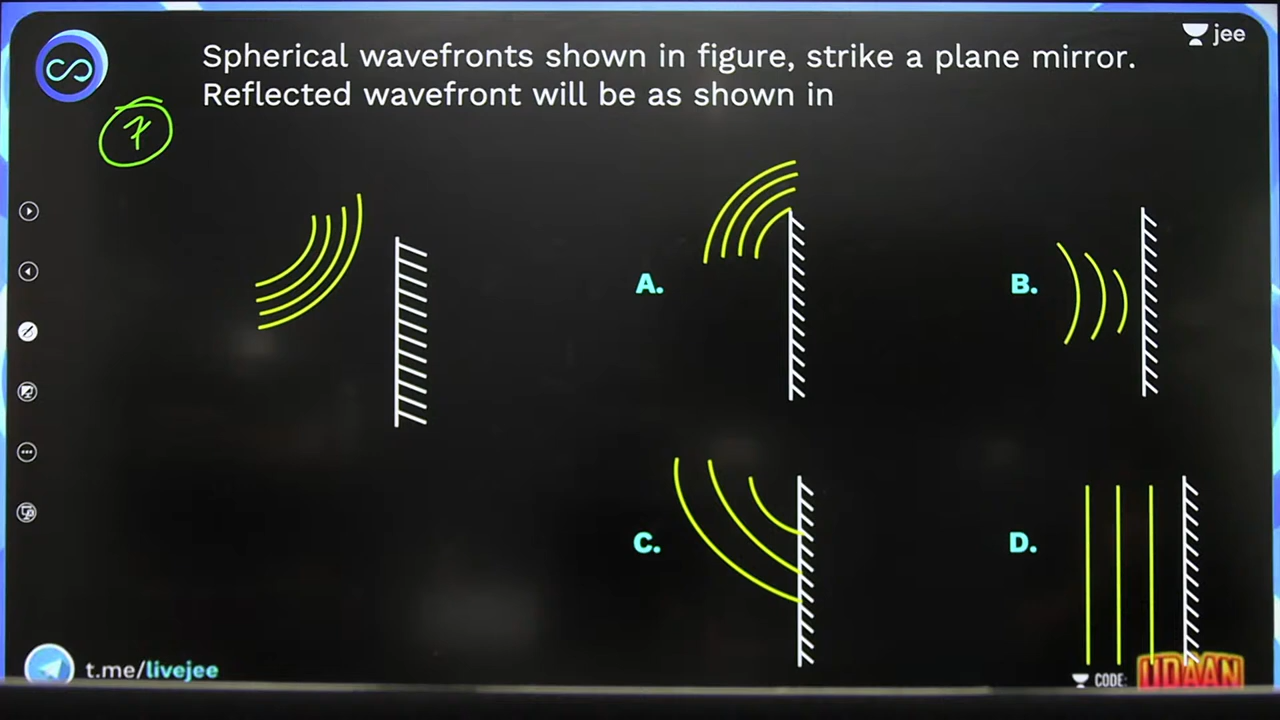 jee
Spherical wavefronts shown in figure, strike a plane mirror.
Reflected wavefront will be as shown in
7
A.
B.
C.
D.
t.me/livejee
CODE: UDAAN